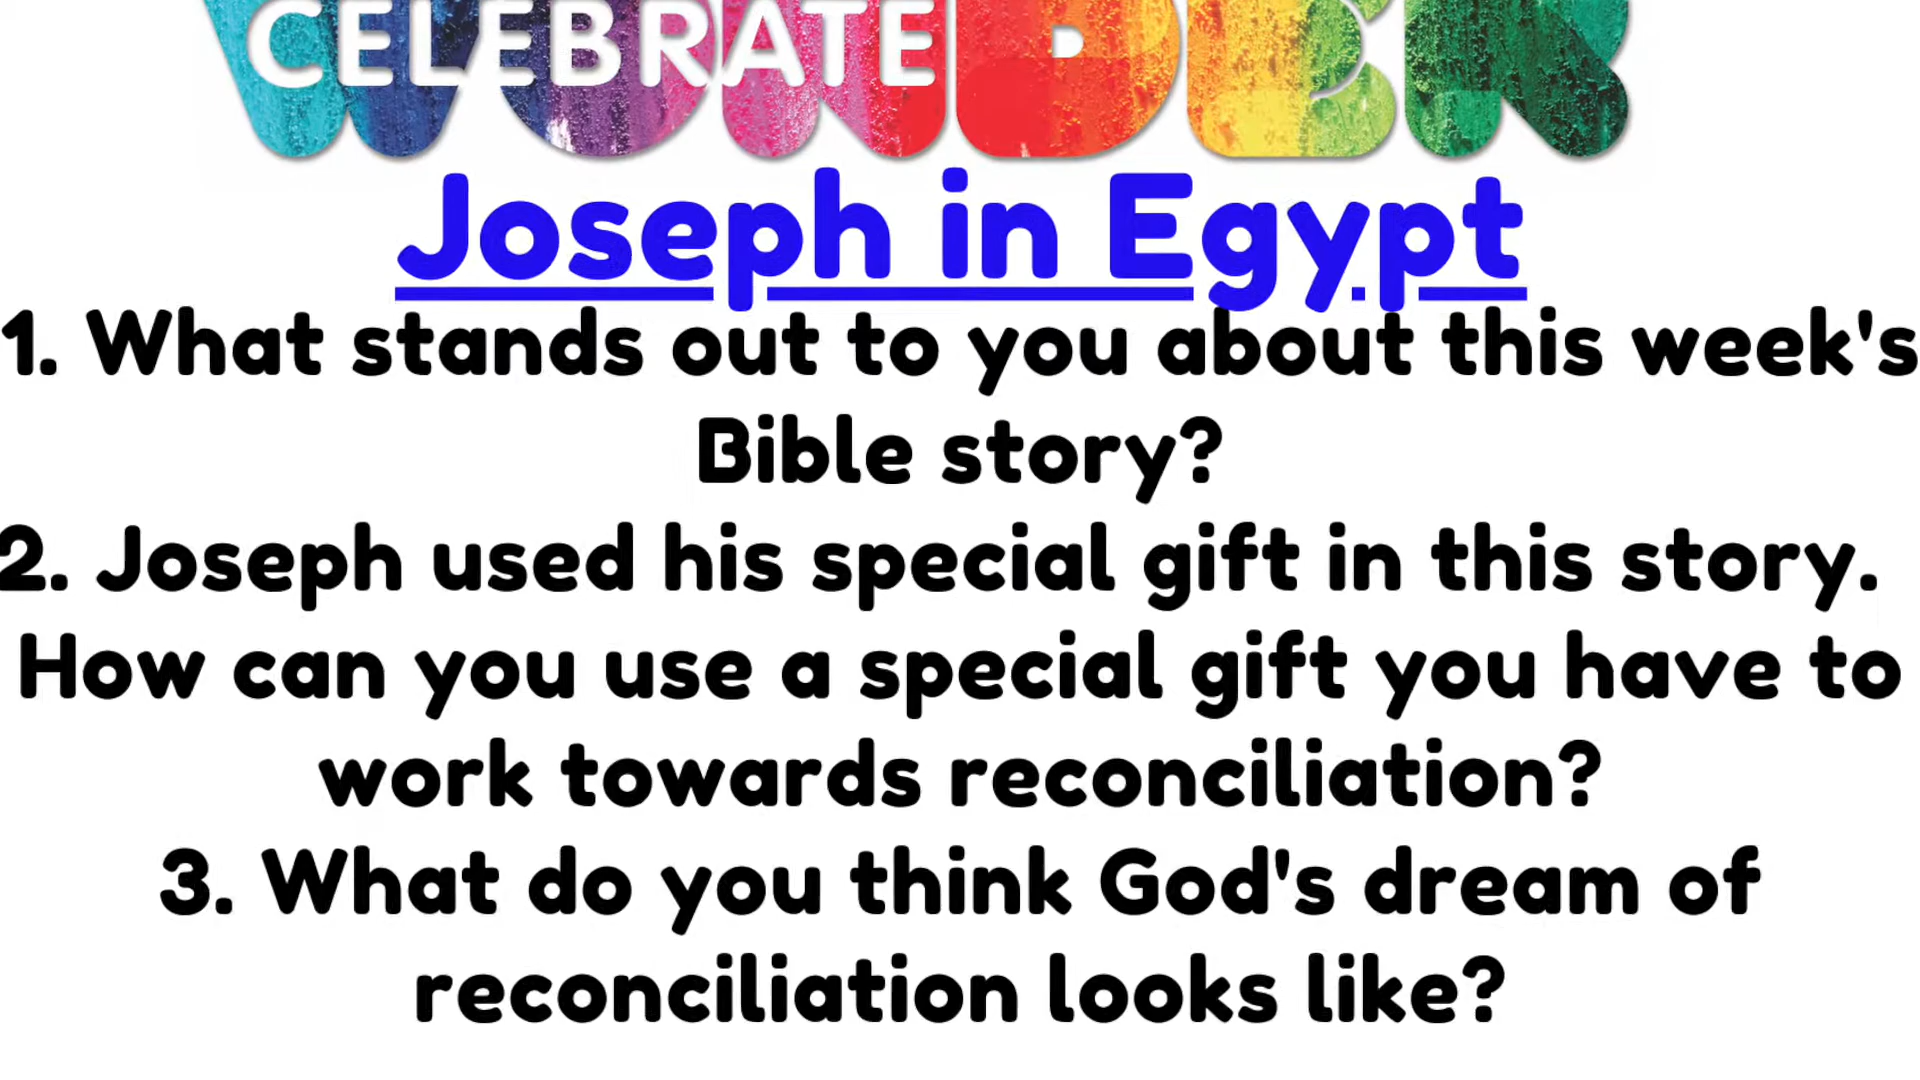 CELEBRATE
WONDER
Joseph in Egypt
1. What stands out to you about this week's
Bible story?
2. Joseph used his special gift in this story.
How can you use a special gift you have to
work towards reconciliation?
3. What do you think God's dream of
reconciliation looks like?